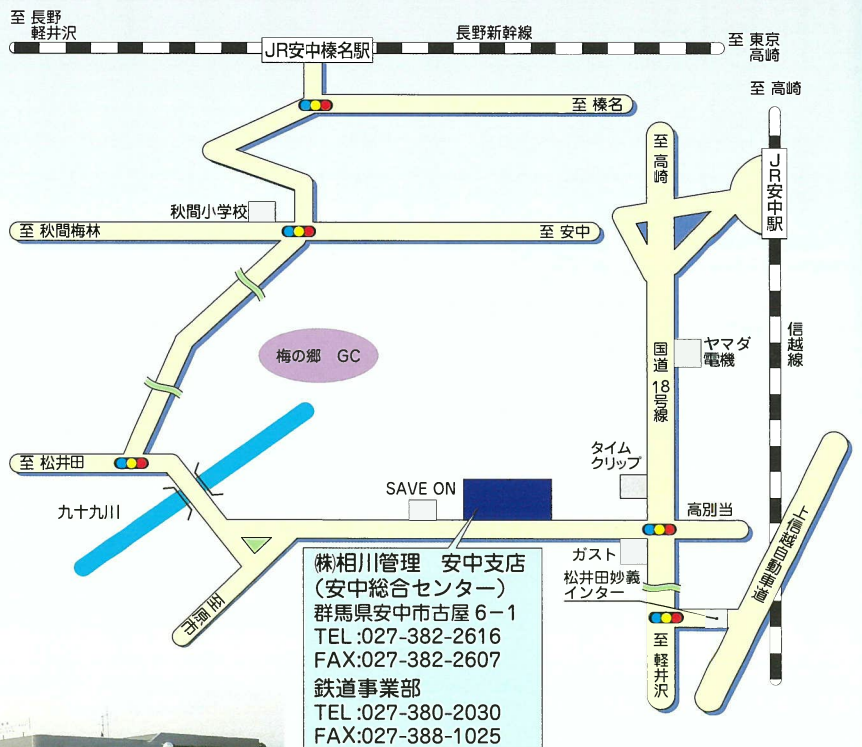 至 長野
軽井沢
JR安中榛名駅
長野新幹線
至 東京
高崎
至 高崎
至 榛名
至 高崎
JR安中駅
秋間小学校
至 秋間梅林
至 安中
梅の郷 GC
国道18号線
ヤマダ
電機
信越線
至 松井田
九十九川
タイム
クリップ
SAVE ON
高別当
上信越自動車道
ガスト
松井田妙義
インター
至原市
至 軽井沢
㈱相川管理 安中支店
(安中総合センター)
群馬県安中市古屋6-1
TEL:027-382-2616
FAX:027-382-2607
鉄道事業部
TEL:027-380-2030
FAX:027-388-1025